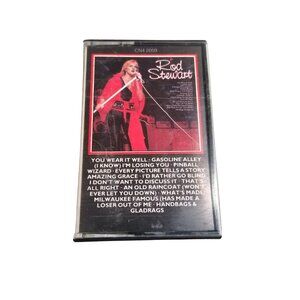 CN4 2059
Rod
Stewart
YOU WEAR IT WELL · GASOLINE ALLEY
(I KNOW) I'M LOSING YOU · PINBALL
WIZARD · EVERY PICTURE TELLS A STORY
AMAZING GRACE · I'D RATHER GO BLIND
I DON'T WANT TO DISCUSS IT · THAT'S
ALL RIGHT · AN OLD RAINCOAT (WON'T
EVER LET YOU DOWN) · WHAT'S MADE
MILWAUKEE FAMOUS (HAS MADE A
LOSER OUT OF ME · HANDBAGS &
GLADRAGS